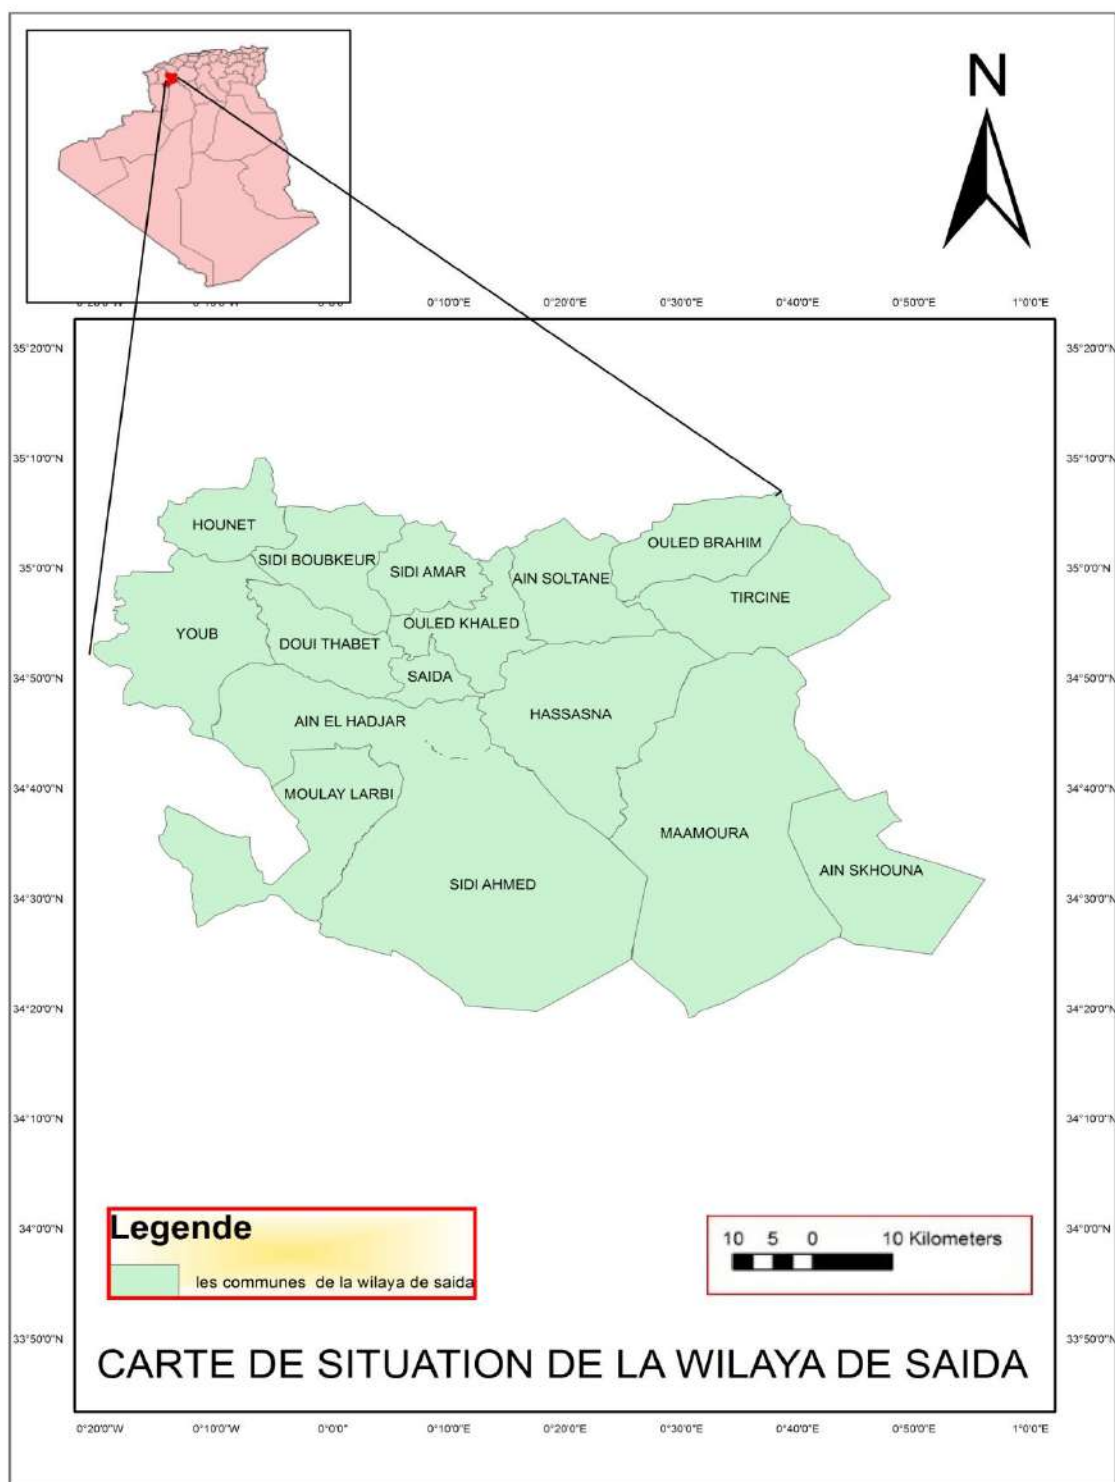 N
0°10'0"E 0°20'0"E 0°30'0"E 0°40'0"E 0°50'0"E 1°0'0"E
35°20'0"N 35°20'0"N
35°10'0"N 35°10'0"N
HOUNET
OULED BRAHIM
SIDI BOUBKEUR
35°0'0"N 35°0'0"N
SIDI AMAR
AIN SOLTANE
TIRCINE
OULED KHALED
YOUB
DOUI THABET
SAIDA
34°50'0"N 34°50'0"N
HASSASNA
AIN EL HADJAR
34°40'0"N 34°40'0"N
MOULAY LARBI
MAAMOURA
AIN SKHOUNA
SIDI AHMED
34°30'0"N 34°30'0"N
34°20'0"N 34°20'0"N
34°10'0"N 34°10'0"N
34°0'0"N 34°0'0"N
Legende
les communes de la wilaya de saida
10 5 0 10 Kilometers
33°50'0"N 33°50'0"N
CARTE DE SITUATION DE LA WILAYA DE SAIDA
0°20'0"W 0°10'0"W 0°0'0" 0°10'0"E 0°20'0"E 0°30'0"E 0°40'0"E 0°50'0"E 1°0'0"E